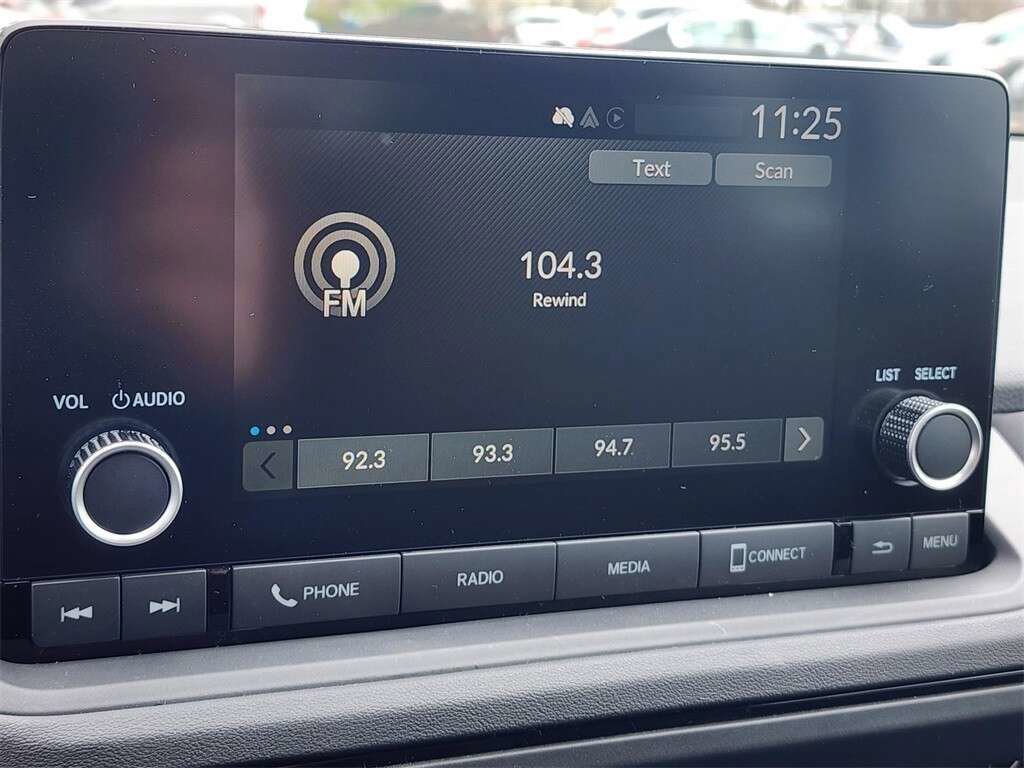 11:25
Text Scan
FM
104.3
Rewind
LIST SELECT
VOL AUDIO
92.3 93.3 94.7 95.5
PHONE RADIO MEDIA CONNECT MENU